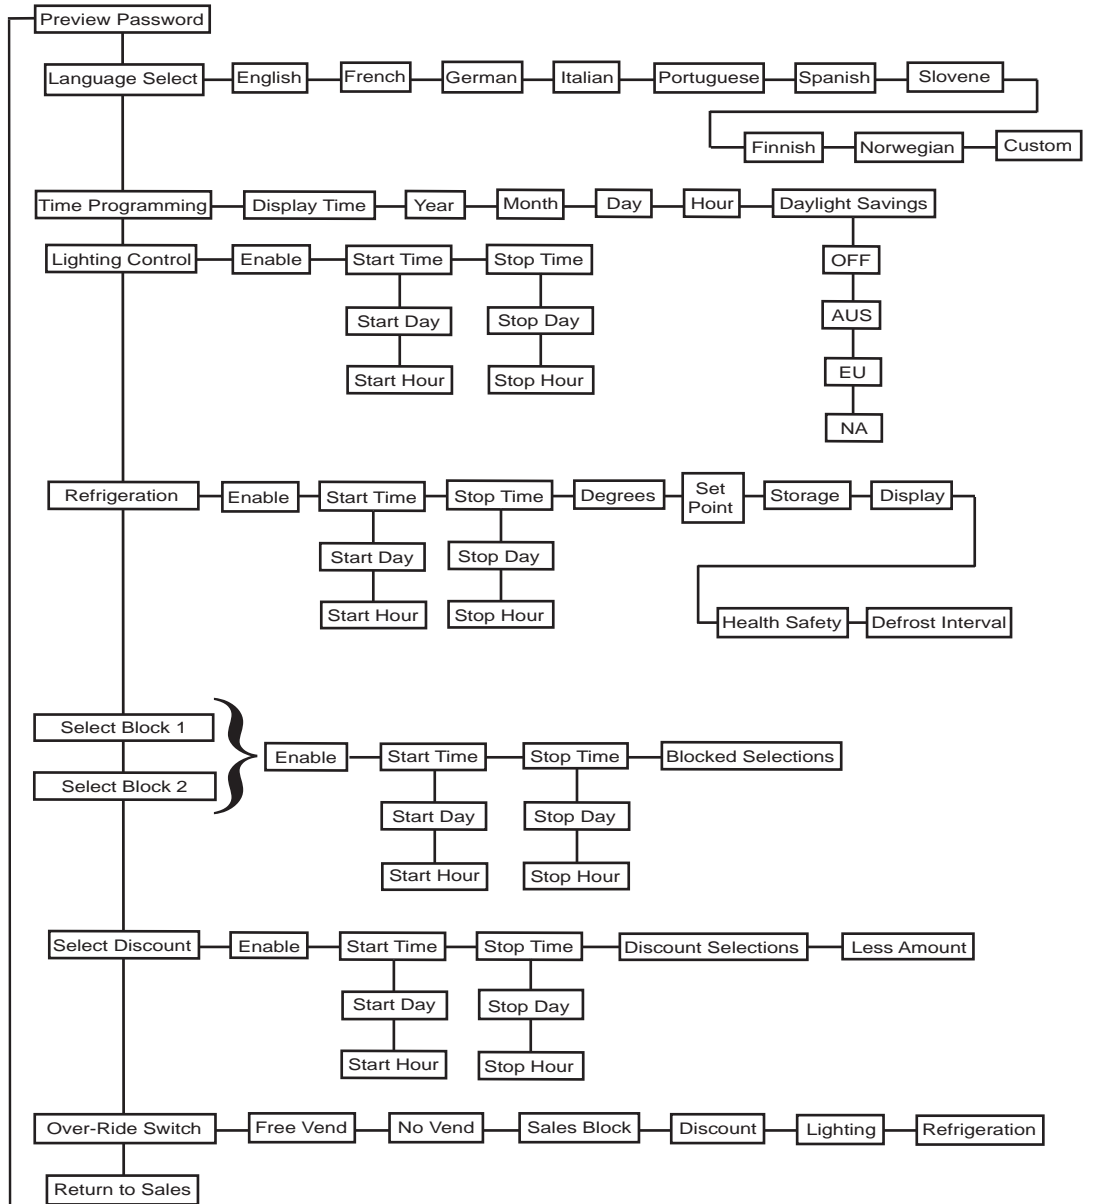 Preview Password
Language Select English French German Italian Portuguese Spanish Slovene
Finnish Norwegian Custom
Time Programming Display Time Year Month Day Hour Daylight Savings
OFF
AUS
EU
NA
Lighting Control Enable Start Time Stop Time
Start Day Stop Day
Start Hour Stop Hour
Refrigeration Enable Start Time Stop Time Degrees Set Point Storage Display
Start Day Stop Day
Start Hour Stop Hour
Health Safety Defrost Interval
Select Block 1
Select Block 2
Enable Start Time Stop Time Blocked Selections
Start Day Stop Day
Start Hour Stop Hour
Select Discount Enable Start Time Stop Time Discount Selections Less Amount
Start Day Stop Day
Start Hour Stop Hour
Over-Ride Switch Free Vend No Vend Sales Block Discount Lighting Refrigeration
Return to Sales